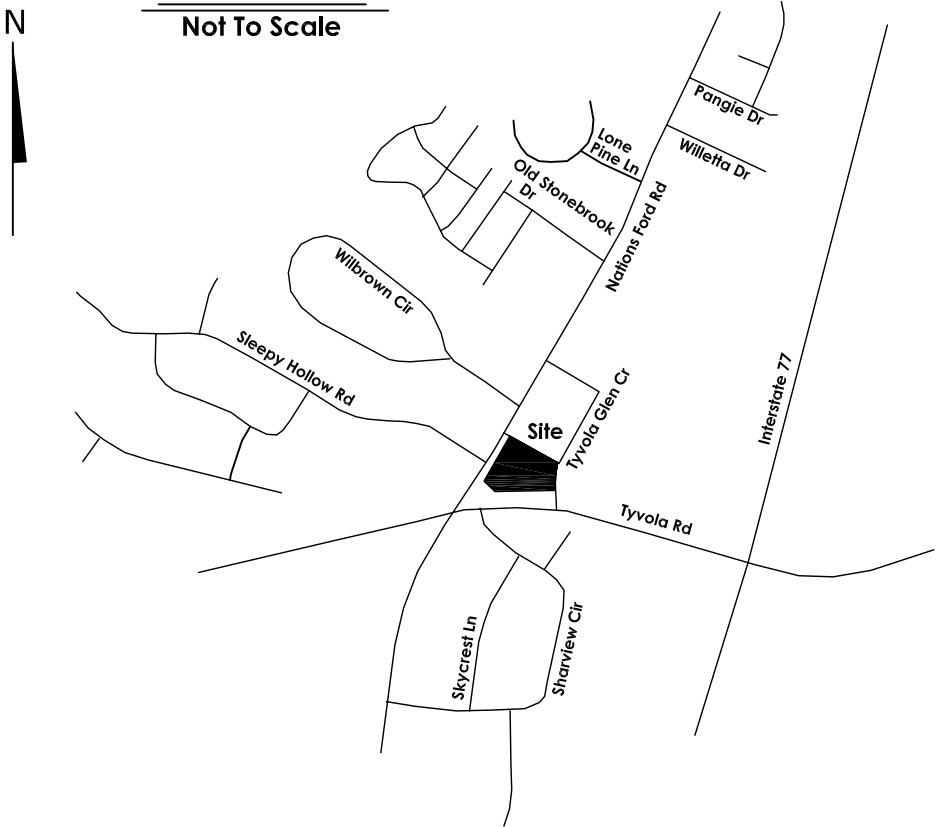 N
Not To Scale
Pangie Dr
Willetta Dr
Lone
Pine Ln
Old Stonebrook
Dr
Nations Ford Rd
Wilbrown Cir
Sleepy Hollow Rd
Interstate 77
Tyvola Glen Cr
Site
Tyvola Rd
Skycrest Ln
Sharview Cir